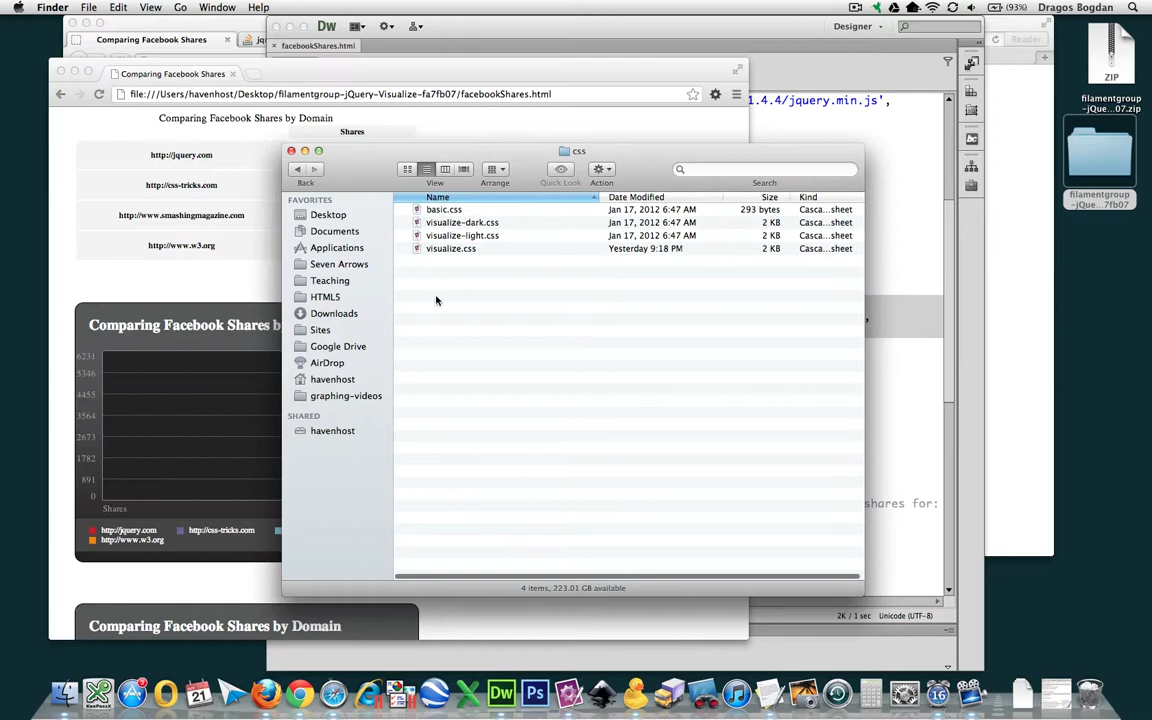 Finder File Edit View Go Window Help
(93%) Dragos Bogdan
Comparing Facebook Shares
Dw
Designer
facebookShares.html
Reader
Comparing Facebook Shares
file:///Users/havenhost/Desktop/filamentgroup-jQuery-Visualize-fa7fb07/facebookShares.html
1.4.4/jquery.min.js',
ZIP
filamentgroup
-jQue...07.zip
filamentgroup
-jQ...7fb07
Comparing Facebook Shares by Domain
Shares
http://jquery.com
http://css-tricks.com
http://www.smashingmagazine.com
http://www.w3.org
css
Back View Arrange Quick Look Action Search
FAVORITES
Desktop
Documents
Applications
Seven Arrows
Teaching
HTML5
Downloads
Sites
Google Drive
AirDrop
havenhost
graphing-videos
SHARED
havenhost
Name Date Modified Size Kind
basic.css Jan 17, 2012 6:47 AM 293 bytes Casca...sheet
visualize-dark.css Jan 17, 2012 6:47 AM 2 KB Casca...sheet
visualize-light.css Jan 17, 2012 6:47 AM 2 KB Casca...sheet
visualize.css Yesterday 9:18 PM 2 KB Casca...sheet
4 items, 223.01 GB available
Comparing Facebook Shares b
6231
5346
4455
3564
2673
1782
891
0
Shares
http://jquery.com http://css-tricks.com
http://www.w3.org
shares for:
Comparing Facebook Shares by Domain
2K / 1 sec Unicode (UTF-8)
21
Dw
Ps
16